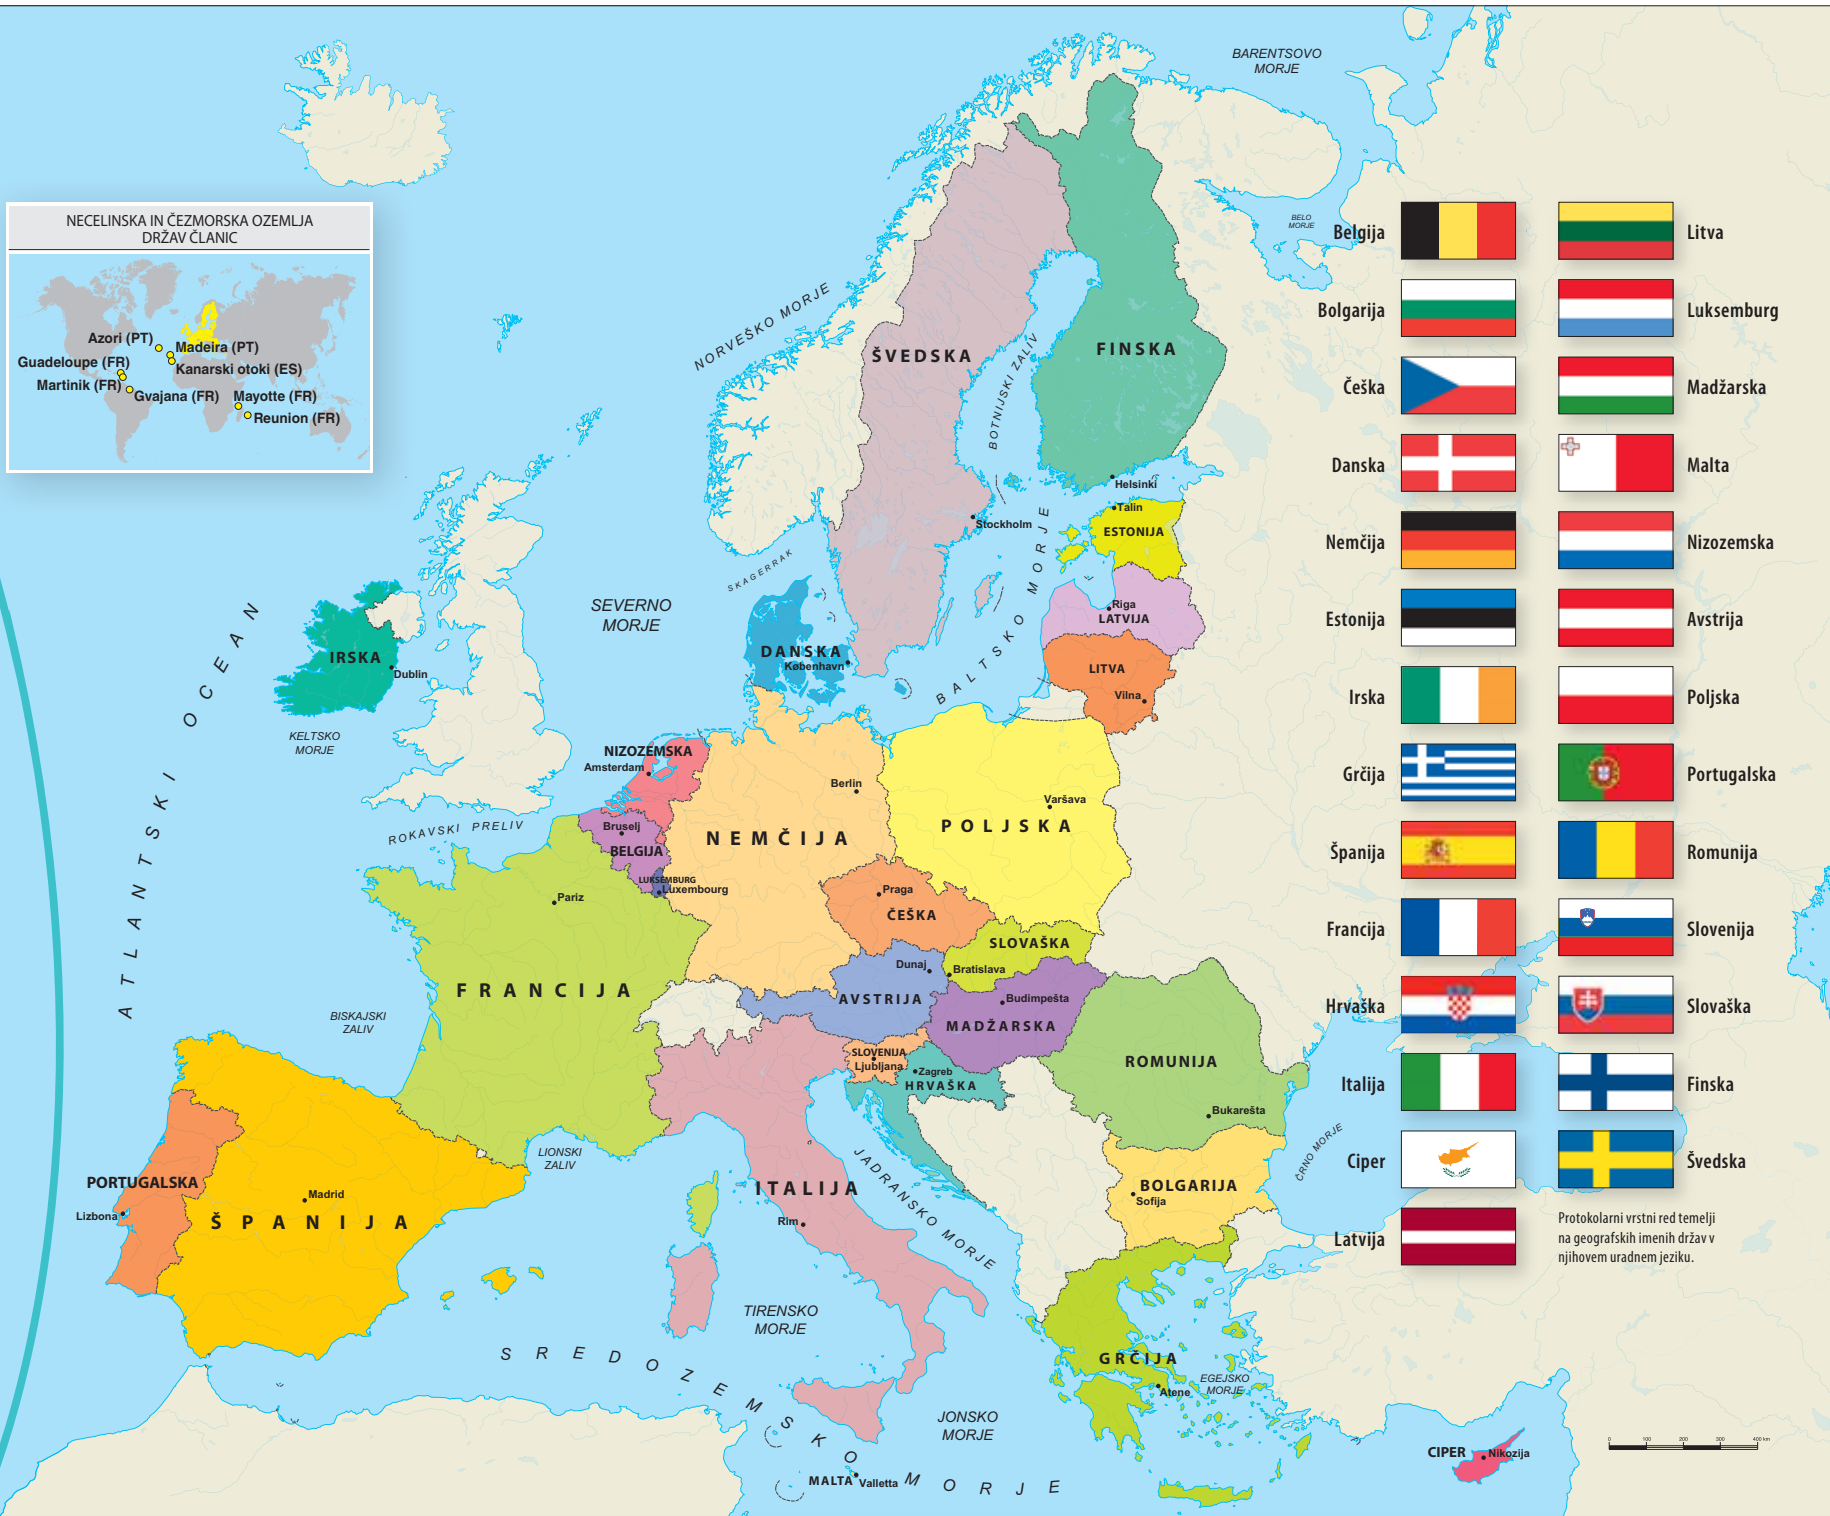 NECELINSKA IN ČEZMORSKA OZEMLJA
DRŽAV ČLANIC
Azori (PT)
Madeira (PT)
Guadeloupe (FR)
Kanarski otoki (ES)
Martinik (FR)
Gvajana (FR)
Mayotte (FR)
Reunion (FR)
BARENTSOVO
MORJE
BELO
MORJE
NORVEŠKO MORJE
ŠVEDSKA
FINSKA
BOTNIJSKI ZALIV
Helsinki
Stockholm
Talin
ESTONIJA
SKAGERRAK
SEVERNO
MORJE
BALTSKO MORJE
Riga
LATVIJA
DANSKA
København
LITVA
Vilna
IRSKA
Dublin
KELTSKO
MORJE
ATLANTSKI OCEAN
NIZOZEMSKA
Amsterdam
Berlin
Varšava
NEMČIJA
POLJSKA
ROKAVSKI PRELIV
Bruselj
BELGIJA
LUKSEMBURG
Luxembourg
Pariz
Praga
ČEŠKA
SLOVAŠKA
Dunaj
Bratislava
FRANCIJA
AVSTRIJA
Budimpešta
MADŽARSKA
BISKAJSKI
ZALIV
SLOVENIJA
Ljubljana
Zagreb
HRVAŠKA
ROMUNIJA
Bukarešta
LIONSKI
ZALIV
JADRANSKO MORJE
ČRNO MORJE
PORTUGALSKA
Lizbona
Madrid
ŠPANIJA
ITALIJA
Rim
BOLGARIJA
Sofija
TIRENSKO
MORJE
SREDOZEMSKO MORJE
GRČIJA
Atene
EGEJSKO
MORJE
JONSKO
MORJE
MALTA
Valletta
CIPER
Nikozija
Belgija
Litva
Bolgarija
Luksemburg
Češka
Madžarska
Danska
Malta
Nemčija
Nizozemska
Estonija
Avstrija
Irska
Poljska
Grčija
Portugalska
Španija
Romunija
Francija
Slovenija
Hrvaška
Slovaška
Italija
Finska
Ciper
Švedska
Latvija
Protokolarni vrstni red temelji
na geografskih imenih držav v
njihovem uradnem jeziku.
0 100 200 300 400 km